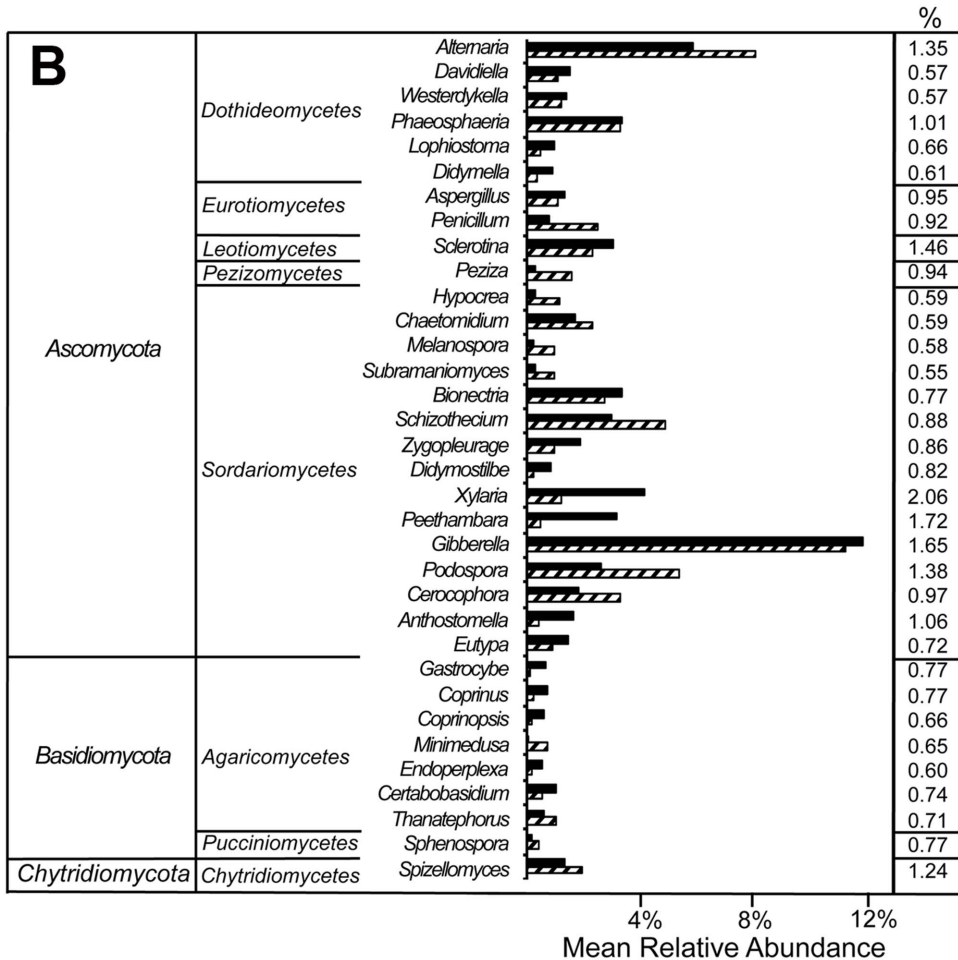 %
B
Alternaria 1.35
Davidiella 0.57
Westerdykella 0.57
Dothideomycetes
Phaeosphaeria 1.01
Lophiostoma 0.66
Didymella 0.61
Aspergillus 0.95
Eurotiomycetes
Penicillum 0.92
Leotiomycetes Sclerotina 1.46
Pezizomycetes Peziza 0.94
Hypocrea 0.59
Chaetomidium 0.59
Ascomycota Melanospora 0.58
Subramaniomyces 0.55
Bionectria 0.77
Schizothecium 0.88
Zygopleurage 0.86
Sordariomycetes Didymostilbe 0.82
Xylaria 2.06
Peethambara 1.72
Gibberella 1.65
Podospora 1.38
Cerocophora 0.97
Anthostomella 1.06
Eutypa 0.72
Gastrocybe 0.77
Coprinus 0.77
Coprinopsis 0.66
Minimedusa 0.65
Basidiomycota Agaricomycetes
Endoperplexa 0.60
Certabobasidium 0.74
Thanatephorus 0.71
Pucciniomycetes Sphenospora 0.77
Chytridiomycota Chytridiomycetes Spizellomyces 1.24
4% 8% 12%
Mean Relative Abundance